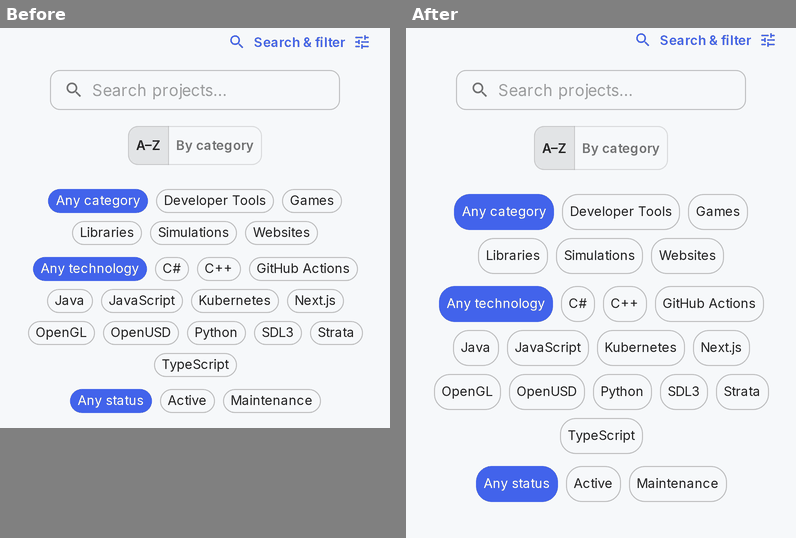 Before
Search & filter
Search projects...
A–Z By category
Any category Developer Tools Games
Libraries Simulations Websites
Any technology C# C++ GitHub Actions
Java JavaScript Kubernetes Next.js
OpenGL OpenUSD Python SDL3 Strata
TypeScript
Any status Active Maintenance
After
Search & filter
Search projects...
A–Z By category
Any category Developer Tools Games
Libraries Simulations Websites
Any technology C# C++ GitHub Actions
Java JavaScript Kubernetes Next.js
OpenGL OpenUSD Python SDL3 Strata
TypeScript
Any status Active Maintenance